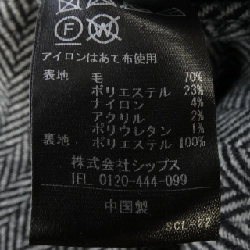 アイロンはあて布使用
表地 毛 70%
ポリエステル 23%
ナイロン 4%
アクリル 2%
ポリウレタン 1%
裏地 ポリエステル 100%
株式会社シップス
TEL 0120-444-099
中国製